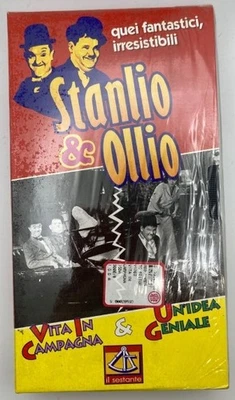 quei fantastici,
irresistibili
Stanlio
& Ollio
Vita In
Campagna
&
Un'idea
Geniale
il sestante